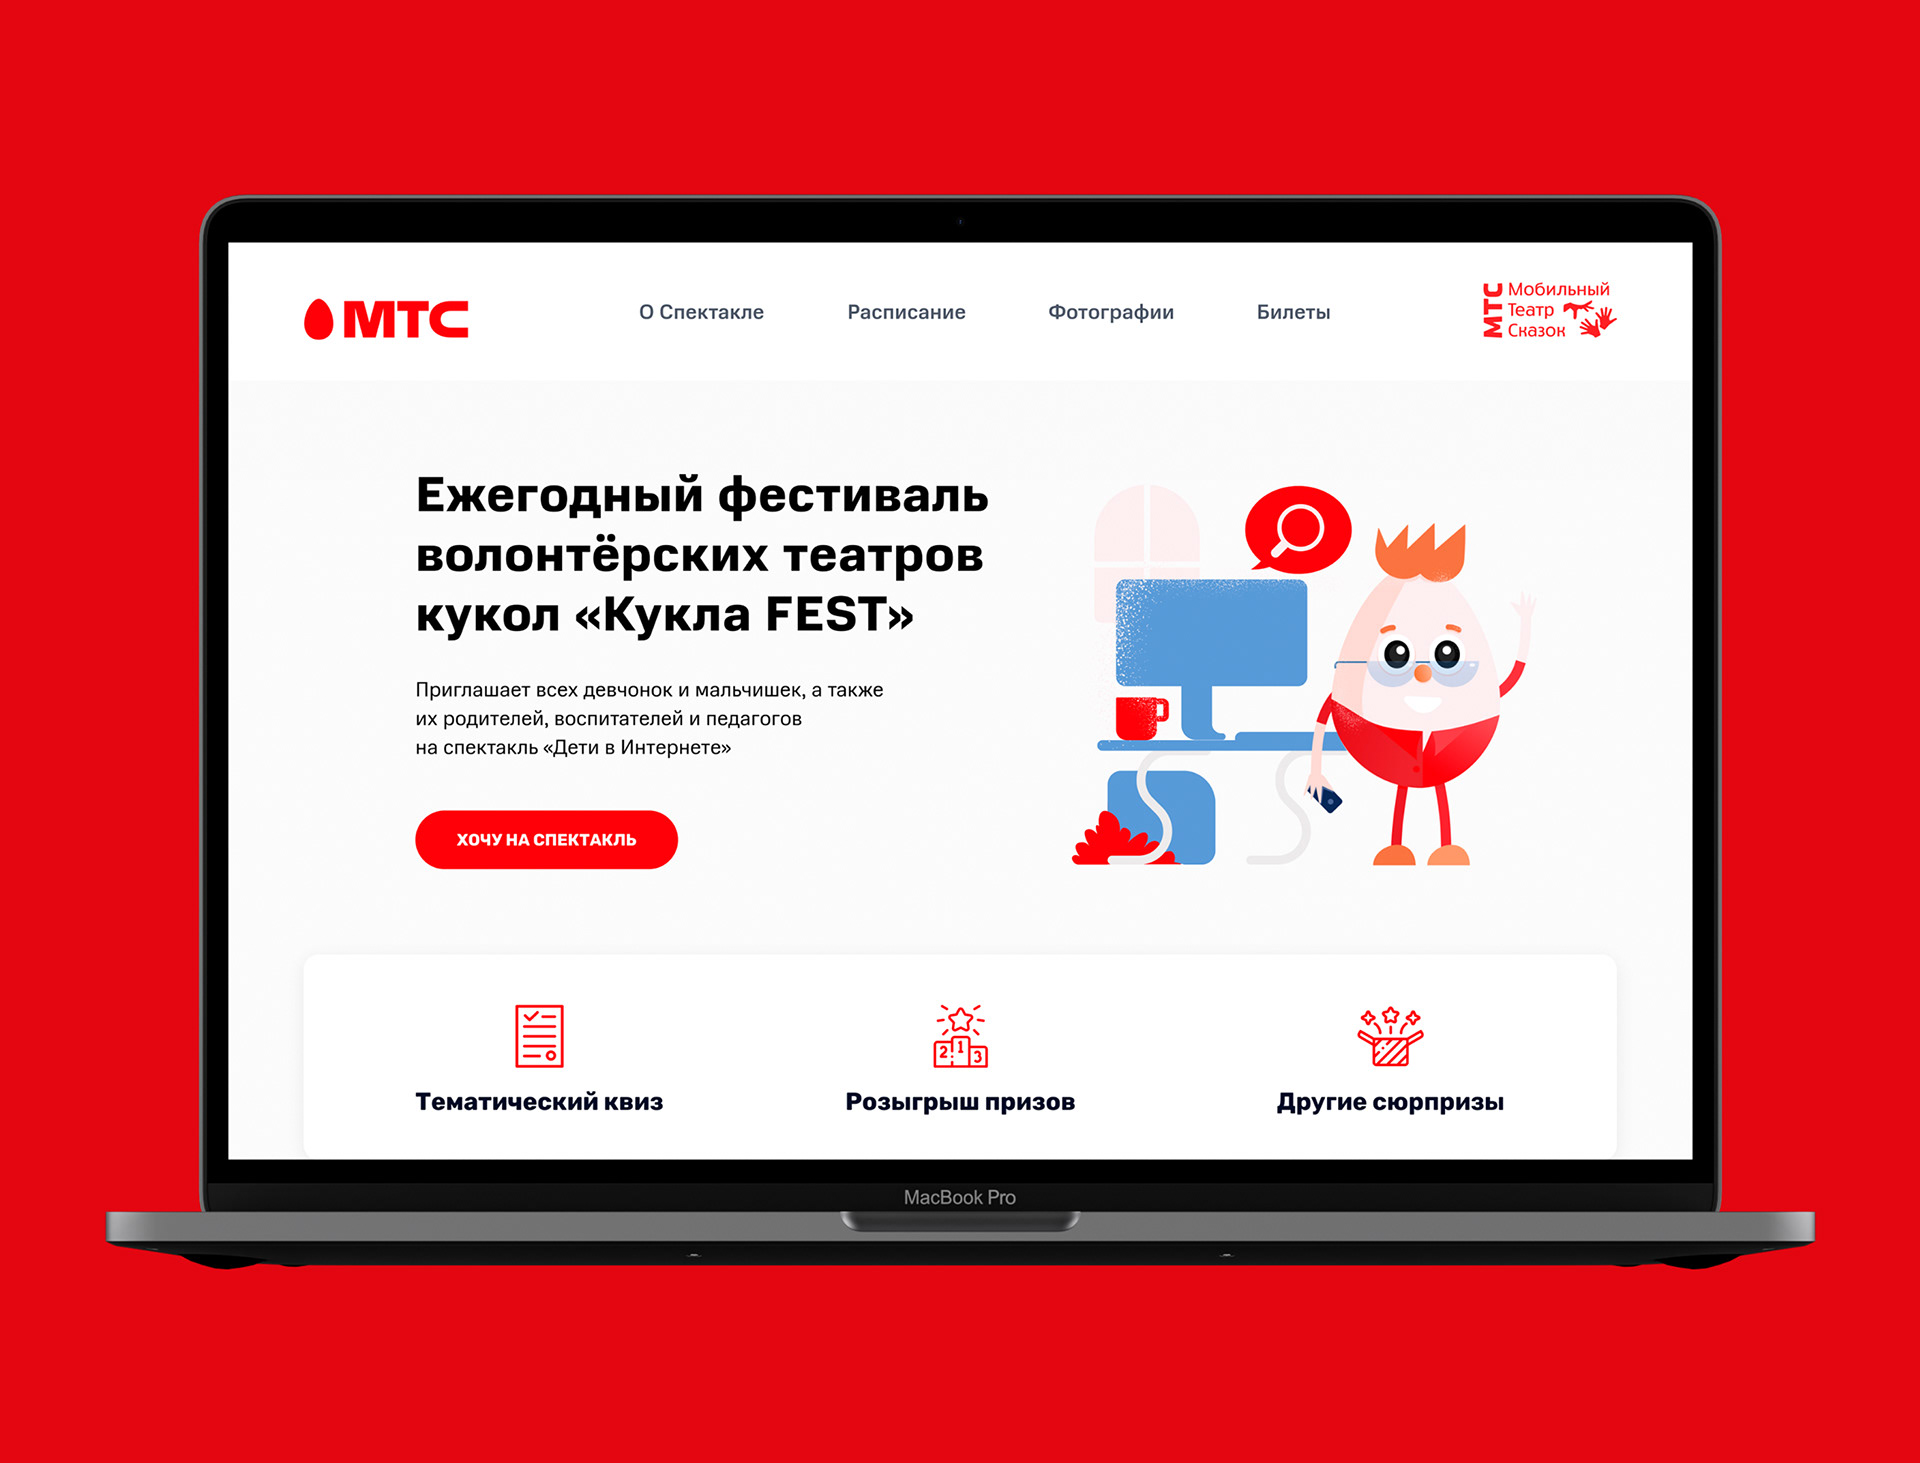 МТС
О Спектакле
Расписание
Фотографии
Билеты
МТС
Мобильный
Театр
Сказок
Ежегодный фестиваль
волонтёрских театров
кукол «Кукла FEST»
Приглашает всех девчонок и мальчишек, а также
их родителей, воспитателей и педагогов
на спектакль «Дети в Интернете»
ХОЧУ НА СПЕКТАКЛЬ
2 1 3
Тематический квиз
Розыгрыш призов
Другие сюрпризы
MacBook Pro